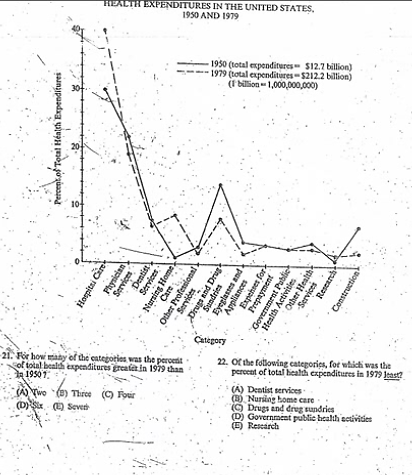 HEALTH EXPENDITURES IN THE UNITED STATES,
1950 AND 1979
1950 (total expenditures = $12.7 billion)
1979 (total expenditures = $212.2 billion)
(1 billion = 1,000,000,000)
Percent of Total Health Expenditures
40
30
20
10
0
Hospital Care
Physician
Services
Dentist
Services
Nursing Home
Care
Other Professional
Services
Drugs and Drug
Sundries
Eyeglasses and
Appliances
Expenses for
Prepayment
Government Public
Health Activities
Other Health
Services
Research
Construction
Category
21. For how many of the categories was the percent
of total health expenditures greater in 1979 than
in 1950?
(A) Two (B) Three (C) Four
(D) Six (E) Seven
22. Of the following categories, for which was the
percent of total health expenditures in 1979 least?
(A) Dentist services
(B) Nursing home care
(C) Drugs and drug sundries
(D) Government public health activities
(E) Research